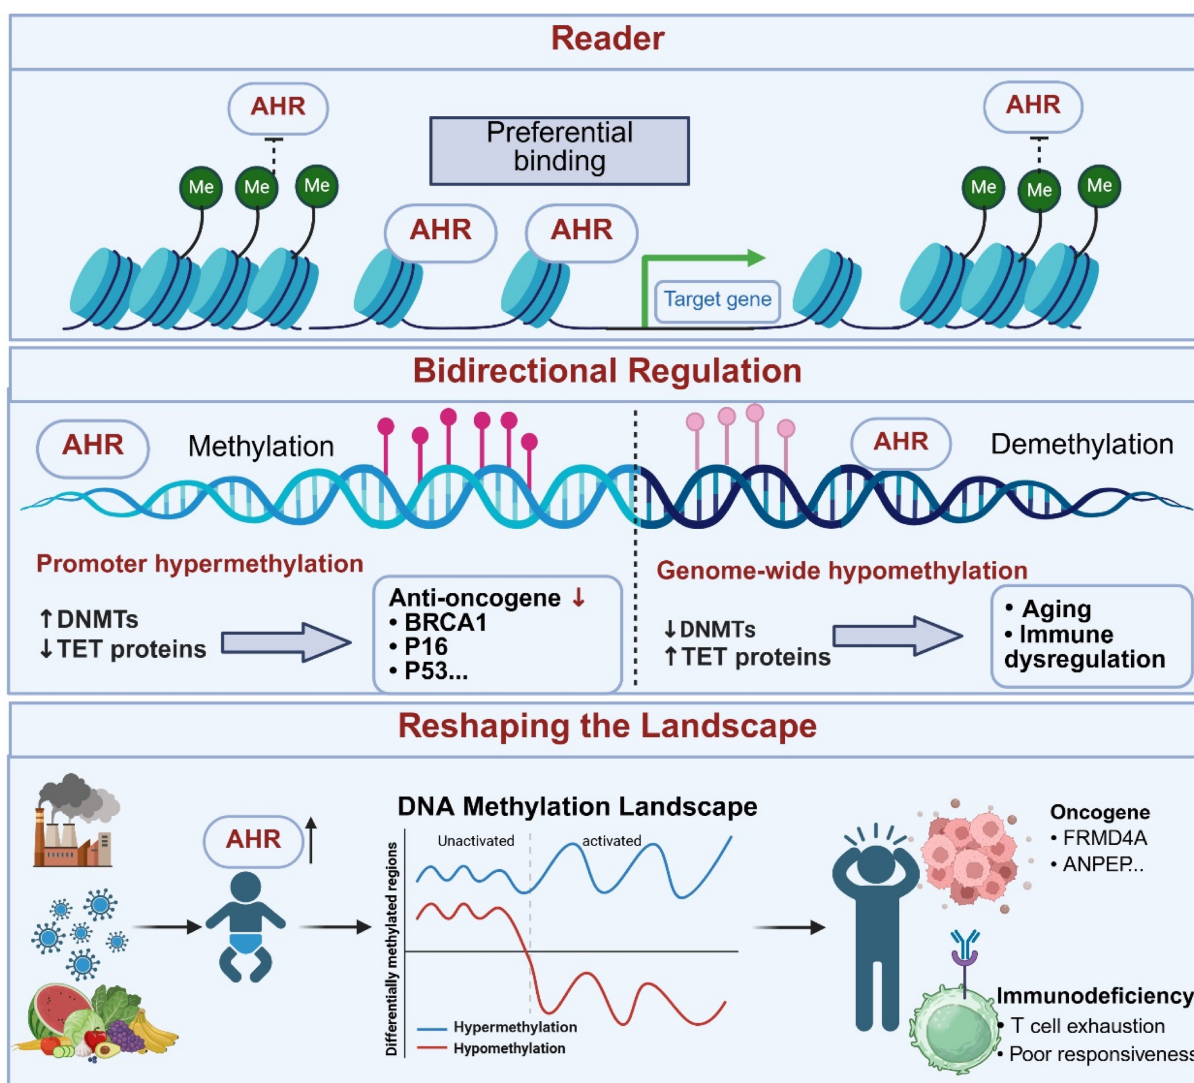 Reader
AHR
AHR
Preferential
binding
Me
Me
Me
Me
Me
Me
AHR
AHR
Target gene
Bidirectional Regulation
AHR
Methylation
AHR
Demethylation
Promoter hypermethylation
↑DNMTs
↓TET proteins
Anti-oncogene ↓
• BRCA1
• P16
• P53...
Genome-wide hypomethylation
↓DNMTs
↑TET proteins
• Aging
• Immune
dysregulation
Reshaping the Landscape
AHR
DNA Methylation Landscape
Unactivated
activated
Differentially methylated regions
Hypermethylation
Hypomethylation
Oncogene
• FRMD4A
• ANPEP...
Immunodeficiency
• T cell exhaustion
• Poor responsiveness